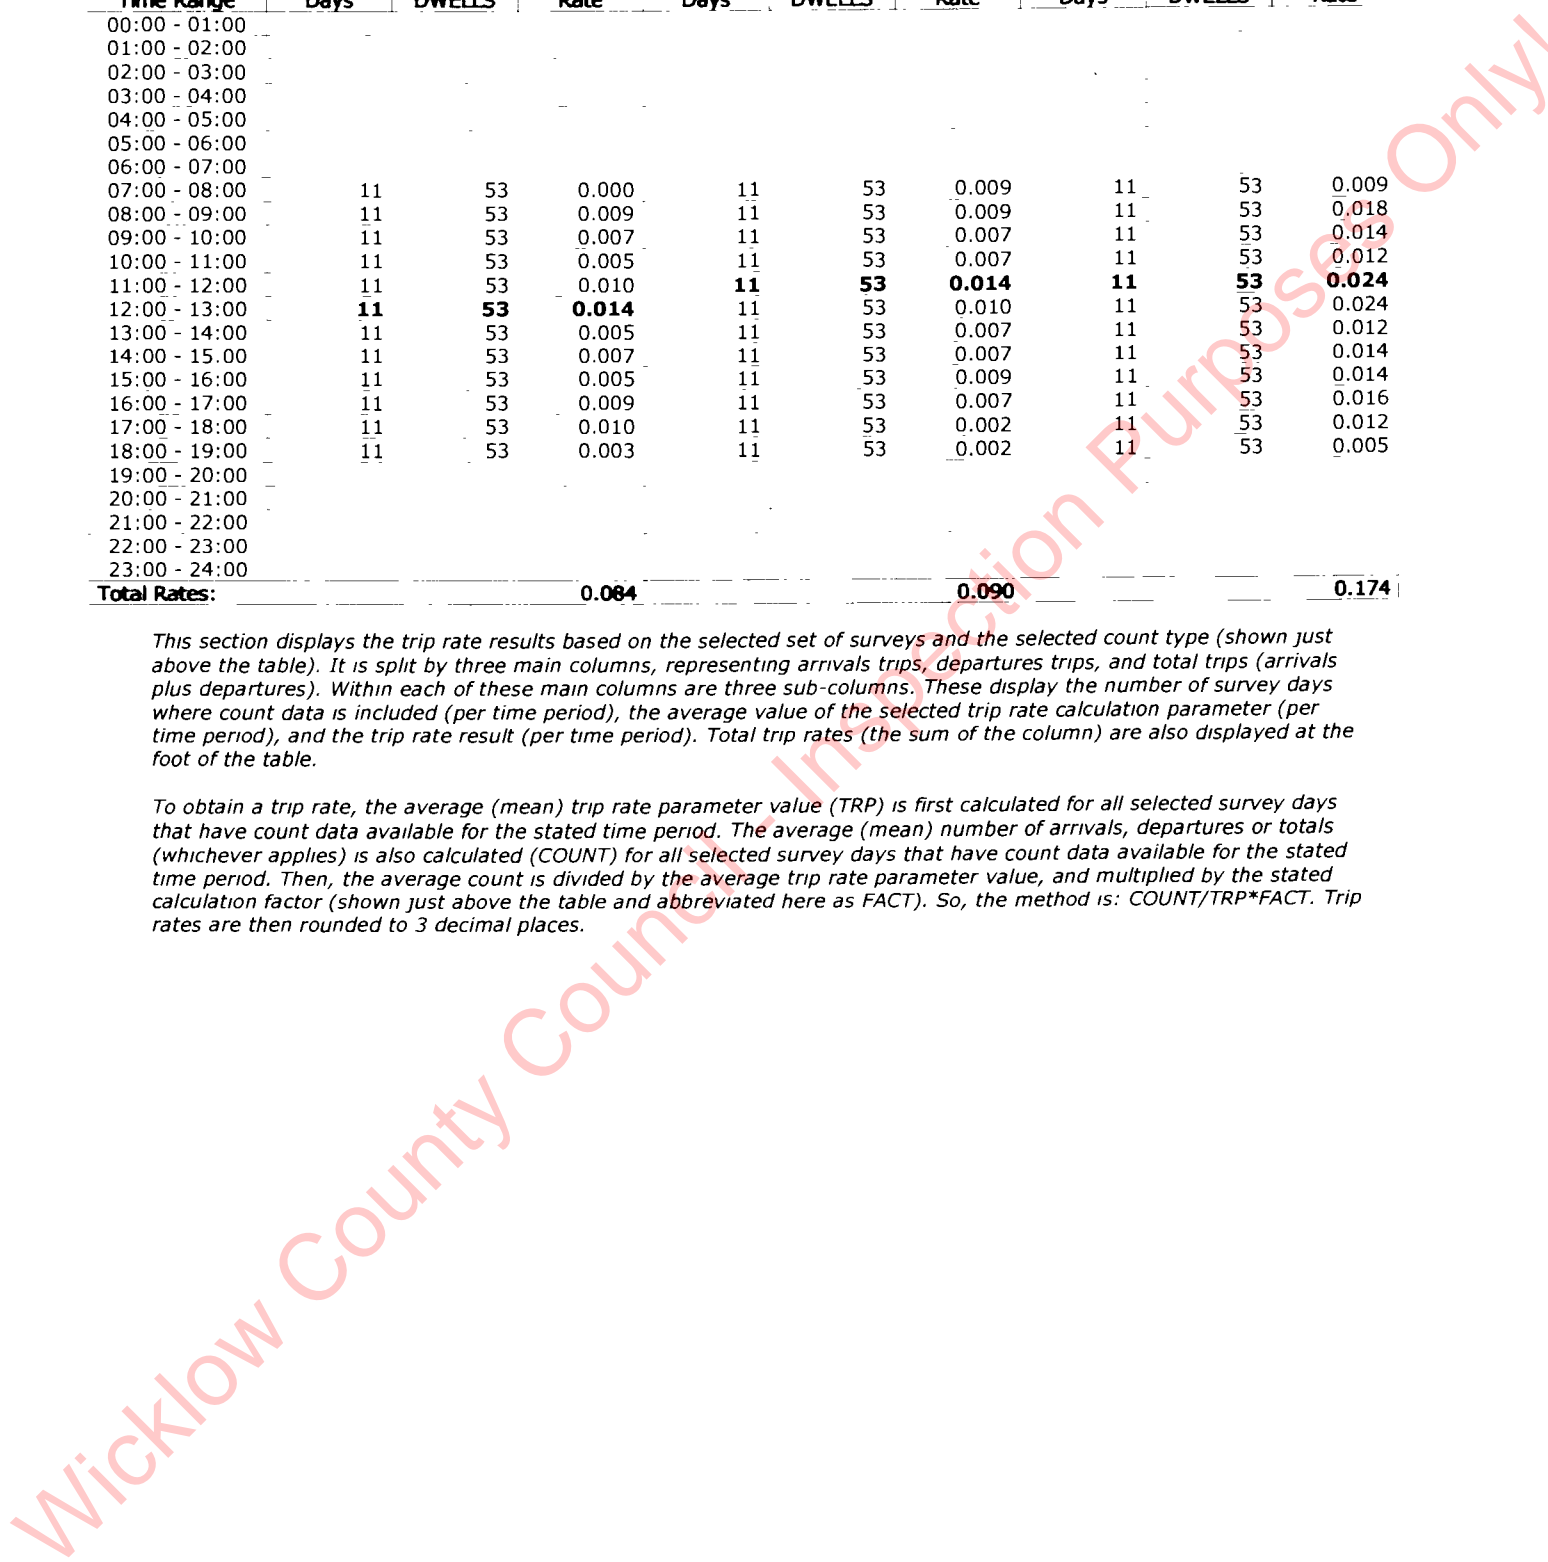 Time Range Days DWELLS Rate Days DWELLS Rate Days DWELLS Rate
00:00 - 01:00
01:00 - 02:00
02:00 - 03:00
03:00 - 04:00
04:00 - 05:00
05:00 - 06:00
06:00 - 07:00
07:00 - 08:00 11 53 0.000 11 53 0.009 11 53 0.009
08:00 - 09:00 11 53 0.009 11 53 0.009 11 53 0.018
09:00 - 10:00 11 53 0.007 11 53 0.007 11 53 0.014
10:00 - 11:00 11 53 0.005 11 53 0.007 11 53 0.012
11:00 - 12:00 11 53 0.010 11 53 0.014 11 53 0.024
12:00 - 13:00 11 53 0.014 11 53 0.010 11 53 0.024
13:00 - 14:00 11 53 0.005 11 53 0.007 11 53 0.012
14:00 - 15.00 11 53 0.007 11 53 0.007 11 53 0.014
15:00 - 16:00 11 53 0.005 11 53 0.009 11 53 0.014
16:00 - 17:00 11 53 0.009 11 53 0.007 11 53 0.016
17:00 - 18:00 11 53 0.010 11 53 0.002 11 53 0.012
18:00 - 19:00 11 53 0.003 11 53 0.002 11 53 0.005
19:00 - 20:00
20:00 - 21:00
21:00 - 22:00
22:00 - 23:00
23:00 - 24:00
Total Rates: 0.084 0.090 0.174
This section displays the trip rate results based on the selected set of surveys and the selected count type (shown just
above the table). It is split by three main columns, representing arrivals trips, departures trips, and total trips (arrivals
plus departures). Within each of these main columns are three sub-columns. These display the number of survey days
where count data is included (per time period), the average value of the selected trip rate calculation parameter (per
time period), and the trip rate result (per time period). Total trip rates (the sum of the column) are also displayed at the
foot of the table.
To obtain a trip rate, the average (mean) trip rate parameter value (TRP) is first calculated for all selected survey days
that have count data available for the stated time period. The average (mean) number of arrivals, departures or totals
(whichever applies) is also calculated (COUNT) for all selected survey days that have count data available for the stated
time period. Then, the average count is divided by the average trip rate parameter value, and multiplied by the stated
calculation factor (shown just above the table and abbreviated here as FACT). So, the method is: COUNT/TRP*FACT. Trip
rates are then rounded to 3 decimal places.
Wicklow County Council - Inspection Purposes Only!